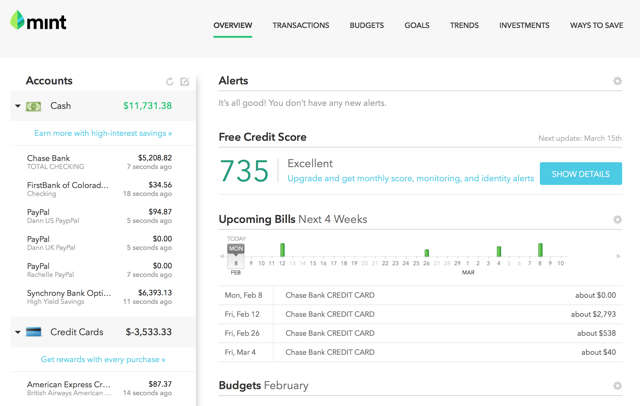 mint
OVERVIEW TRANSACTIONS BUDGETS GOALS TRENDS INVESTMENTS WAYS TO SAVE
Accounts
Cash $11,731.38
Earn more with high-interest savings »
Chase Bank $5,208.82
TOTAL CHECKING 7 seconds ago
FirstBank of Colorad... $34.56
Checking 18 seconds ago
PayPal $94.87
Dann US PaypPal 5 seconds ago
PayPal $0.00
Dann UK PayPal 5 seconds ago
PayPal $0.00
Rachelle PayPal 7 seconds ago
Synchrony Bank Opti... $6,393.13
High Yield Savings 11 seconds ago
Credit Cards $-3,533.33
Get rewards with every purchase »
American Express Cr... $87.37
British Airways American ... 14 seconds ago
Alerts
It's all good! You don't have any new alerts.
Free Credit Score Next update: March 15th
735 Excellent
Upgrade and get monthly score, monitoring, and identity alerts
SHOW DETAILS
Upcoming Bills Next 4 Weeks
TODAY
MON
8 9 10 11 12 13 14 15 16 17 18 19 20 21 22 23 24 25 26 27 28 29 1 2 3 4 5 6 7 8 9 10
FEB MAR
Mon, Feb 8 Chase Bank CREDIT CARD about $0.00
Fri, Feb 12 Chase Bank CREDIT CARD about $2,793
Fri, Feb 26 Chase Bank CREDIT CARD about $538
Fri, Mar 4 Chase Bank CREDIT CARD about $40
Budgets February